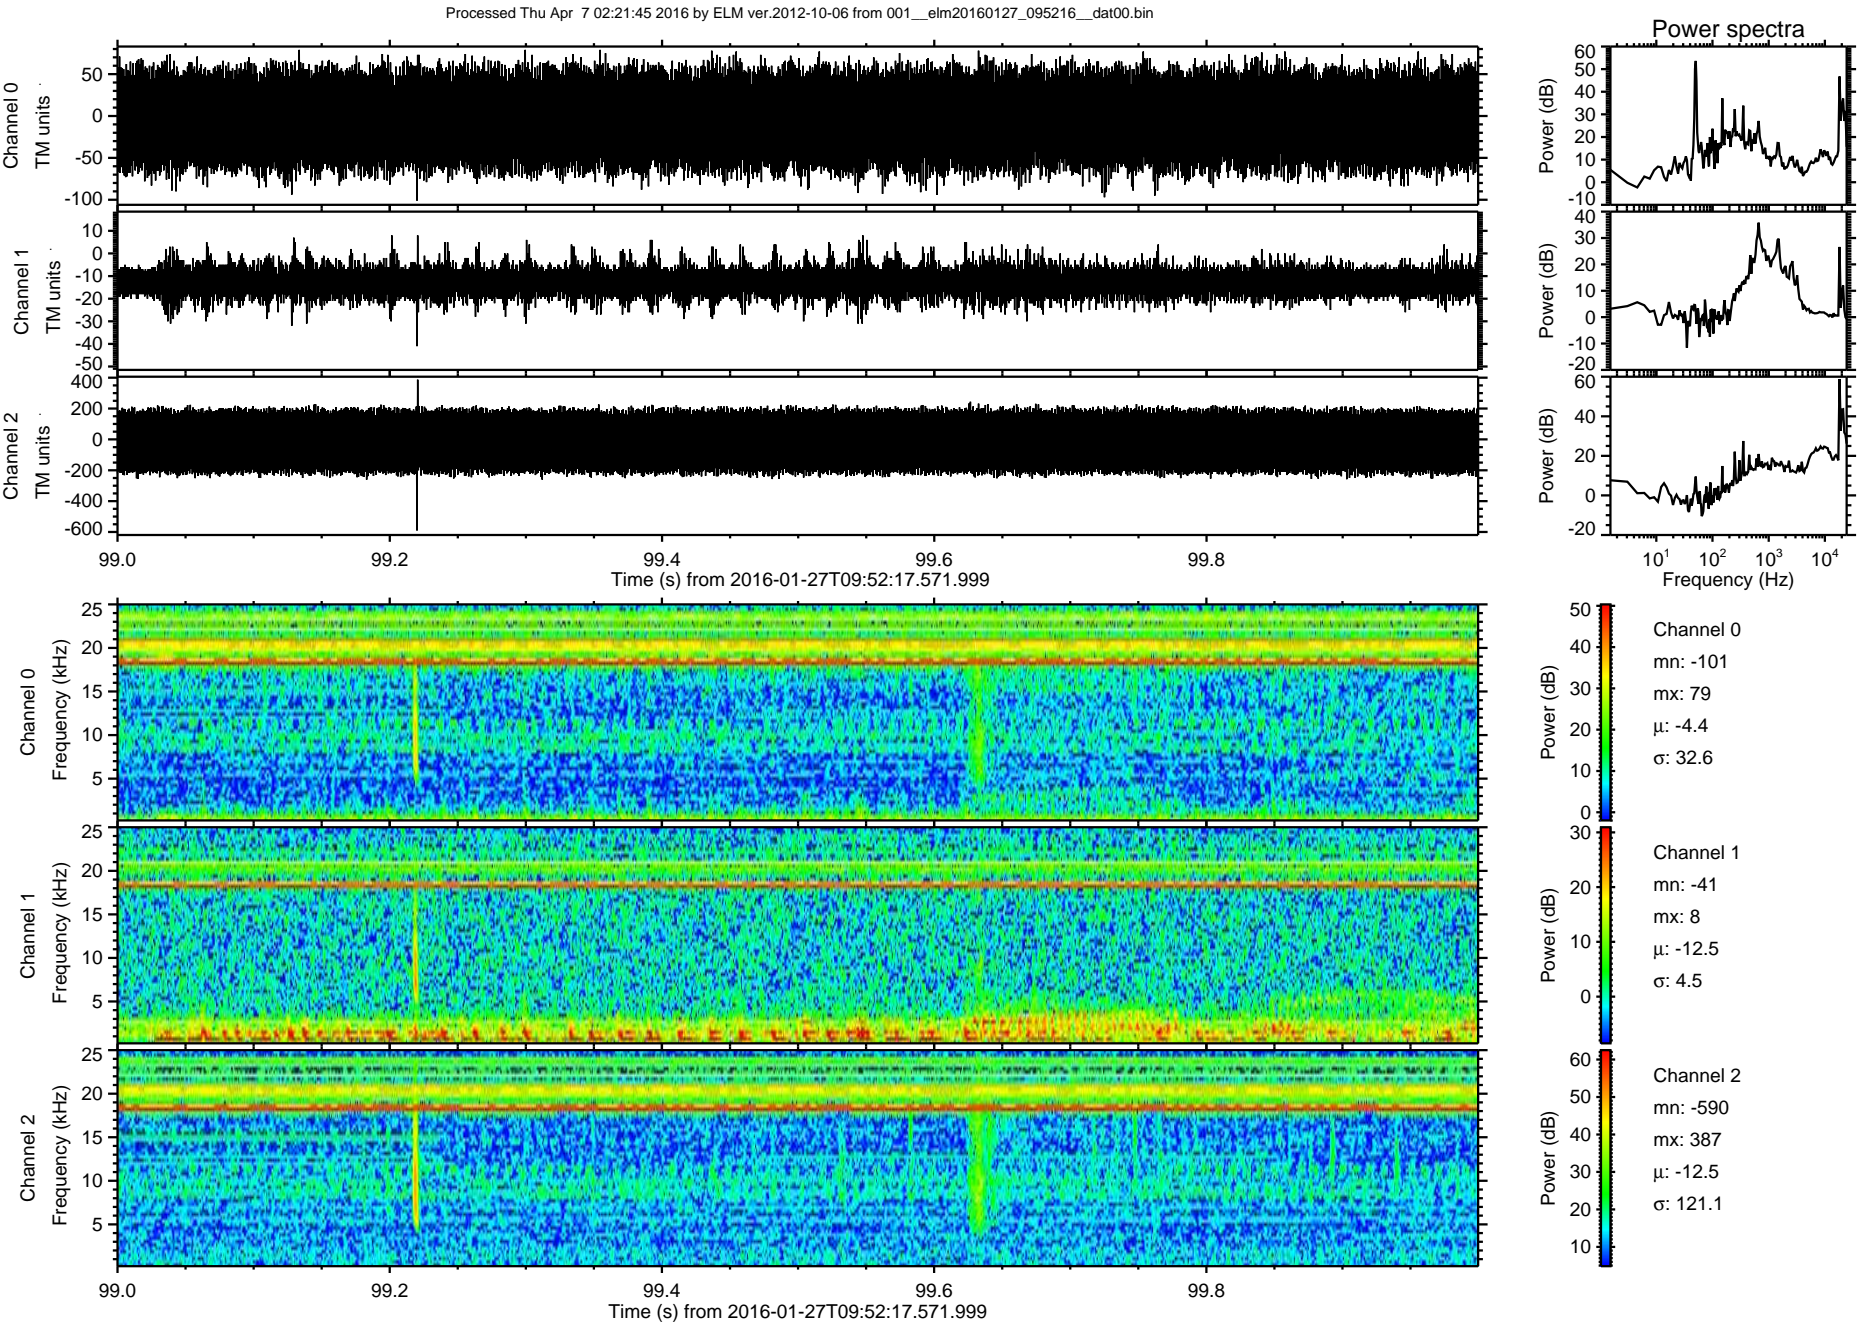 Processed Thu Apr  7 02:21:45 2016 by ELM ver.2012-10-06 from 001__elm20160127_095216__dat00.bin
Power spectra
Channel 0
TM units
50
0
-50
-100
Power (dB)
60
50
40
30
20
10
0
-10
Channel 1
TM units
10
0
-10
-20
-30
-40
-50
Power (dB)
40
30
20
10
0
-10
-20
Channel 2
TM units
400
200
0
-200
-400
-600
Power (dB)
60
40
20
0
-20
99.0 99.2 99.4 99.6 99.8
Time (s) from 2016-01-27T09:52:17.571.999
10^1 10^2 10^3 10^4
Frequency (Hz)
Channel 0
Frequency (kHz)
25
20
15
10
5
Power (dB)
50
40
30
20
10
0
Channel 0
mn: -101
mx: 79
μ: -4.4
σ: 32.6
Channel 1
Frequency (kHz)
25
20
15
10
5
Power (dB)
30
20
10
0
Channel 1
mn: -41
mx: 8
μ: -12.5
σ: 4.5
Channel 2
Frequency (kHz)
25
20
15
10
5
Power (dB)
60
50
40
30
20
10
Channel 2
mn: -590
mx: 387
μ: -12.5
σ: 121.1
99.0 99.2 99.4 99.6 99.8
Time (s) from 2016-01-27T09:52:17.571.999